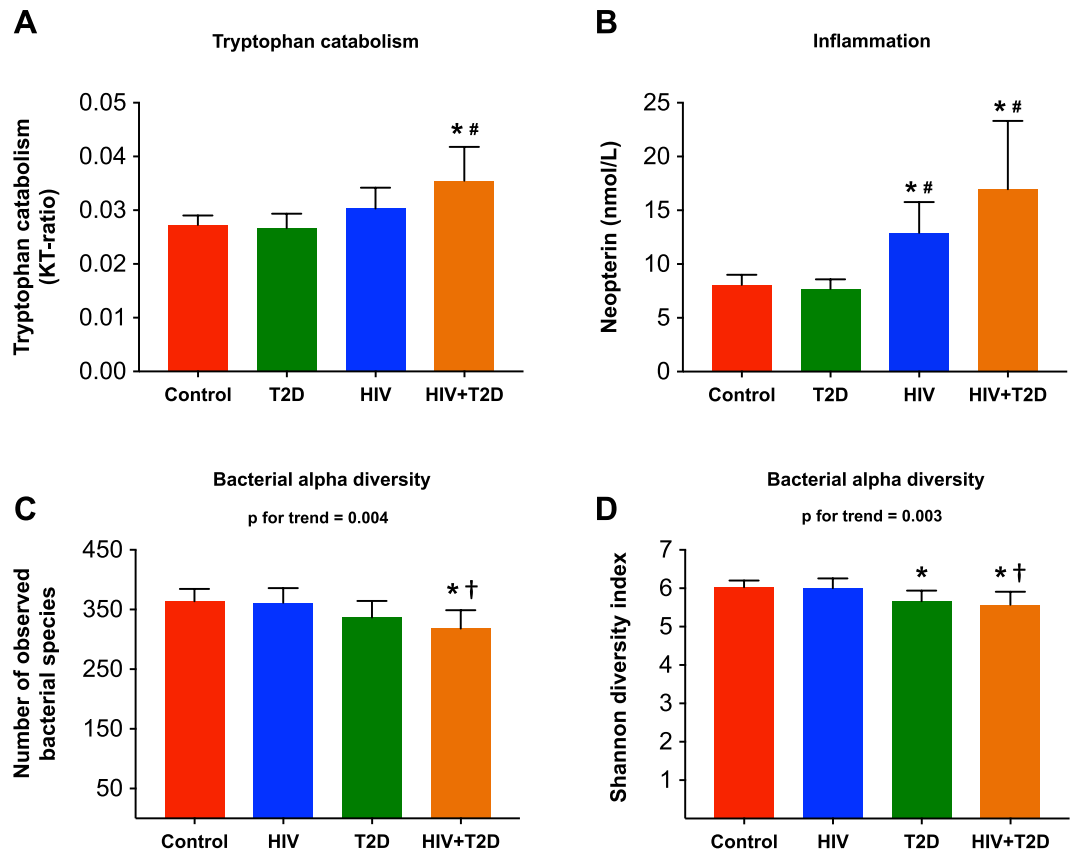 A
Tryptophan catabolism
Tryptophan catabolism
(KT-ratio)
0.05
0.04
0.03
0.02
0.01
0.00
* #
Control T2D HIV HIV+T2D
B
Inflammation
Neopterin (nmol/L)
25
20
15
10
5
0
* #
* #
Control T2D HIV HIV+T2D
C
Bacterial alpha diversity
p for trend = 0.004
Number of observed
bacterial species
450
350
250
150
50
* †
Control HIV T2D HIV+T2D
D
Bacterial alpha diversity
p for trend = 0.003
Shannon diversity index
7
6
5
4
3
2
1
*
* †
Control HIV T2D HIV+T2D